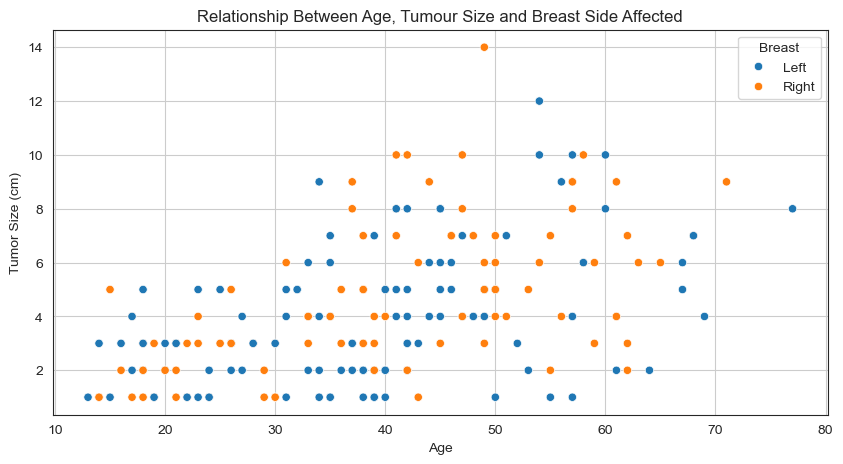 Relationship Between Age, Tumour Size and Breast Side Affected
Breast
Left
Right
Tumor Size (cm)
14
12
10
8
6
4
2
10 20 30 40 50 60 70 80
Age